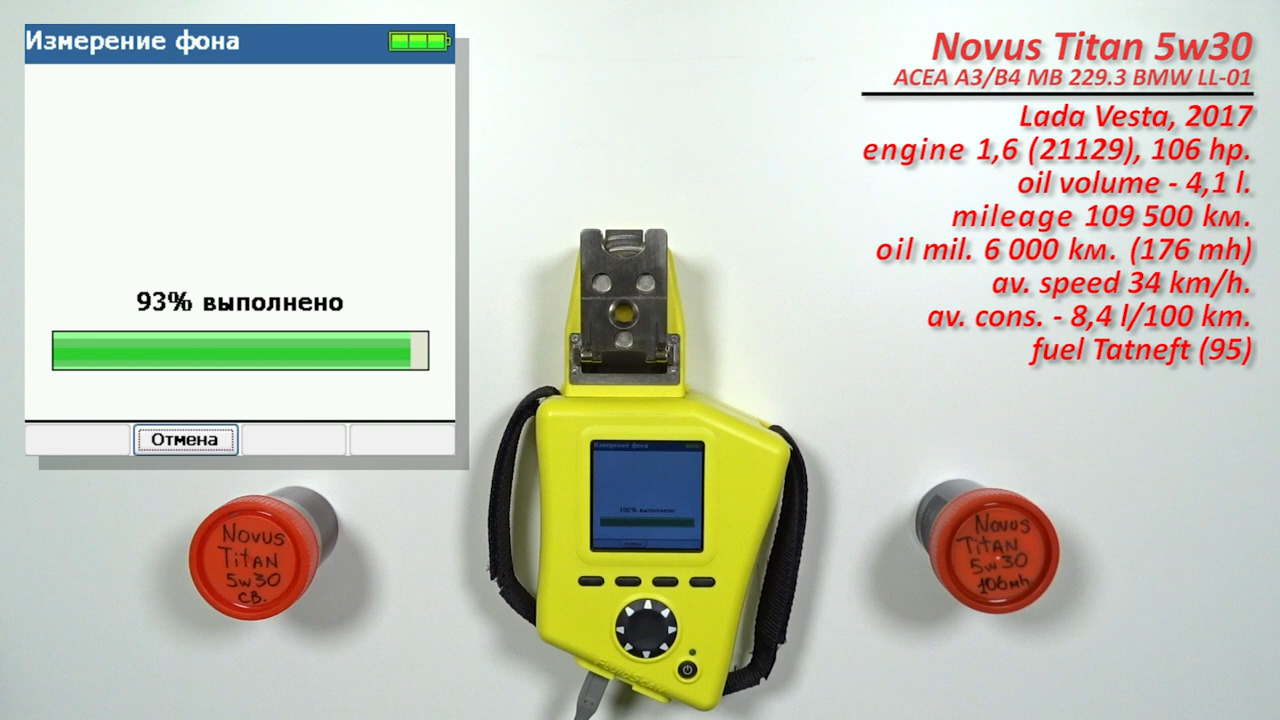 Измерение фона
93% выполнено
Отмена
Novus Titan 5w30
ACEA A3/B4 MB 229.3 BMW LL-01
Lada Vesta, 2017
engine 1,6 (21129), 106 hp.
oil volume - 4,1 l.
mileage 109 500 км.
oil mil. 6 000 км. (176 mh)
av. speed 34 km/h.
av. cons. - 8,4 l/100 km.
fuel Tatneft (95)
Измерение фона
100% выполнено
NOVUS
TITAN
5w30
СВ.
NOVUS
TITAN
5w30
106mh